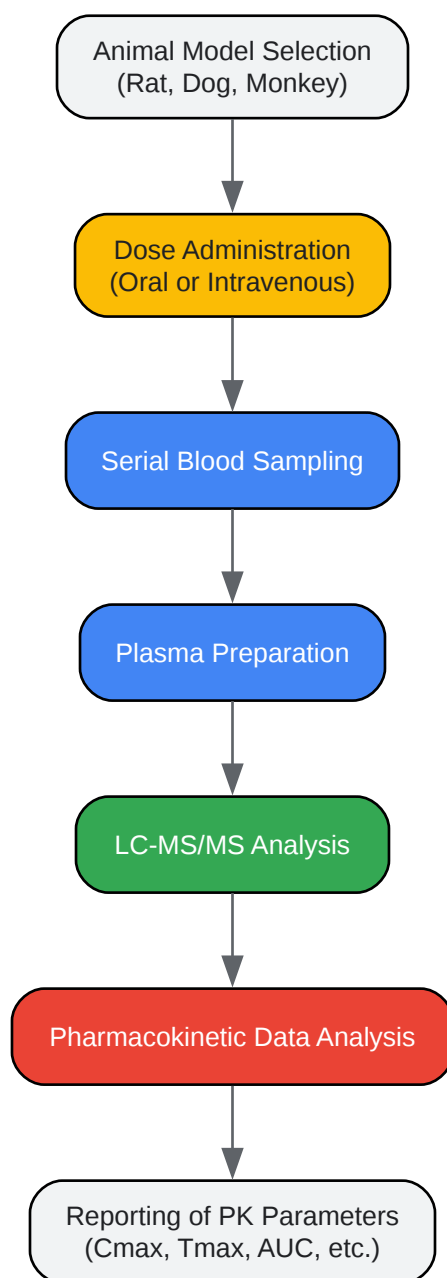 Animal Model Selection
(Rat, Dog, Monkey)
Dose Administration
(Oral or Intravenous)
Serial Blood Sampling
Plasma Preparation
LC-MS/MS Analysis
Pharmacokinetic Data Analysis
Reporting of PK Parameters
(Cmax, Tmax, AUC, etc.)